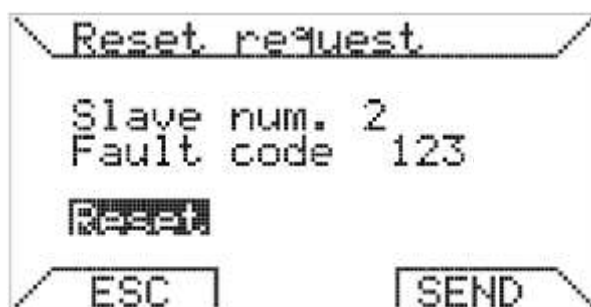 Reset request
Slave num. 2
Fault code 123
Reset
ESC SEND